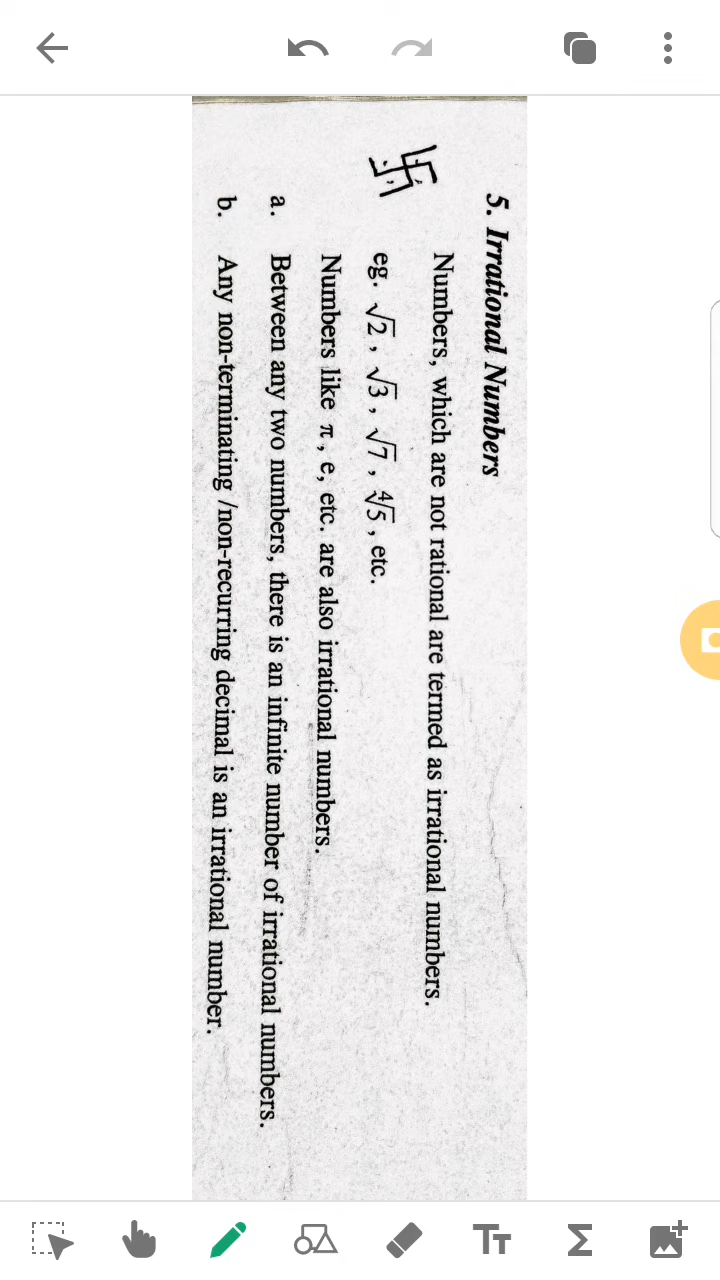 5. Irrational Numbers
Numbers, which are not rational are termed as irrational numbers.
eg. √2, √3, √7, ∜5, etc.
Numbers like π, e, etc. are also irrational numbers.
a. Between any two numbers, there is an infinite number of irrational numbers.
b. Any non-terminating /non-recurring decimal is an irrational number.
Tт
Σ